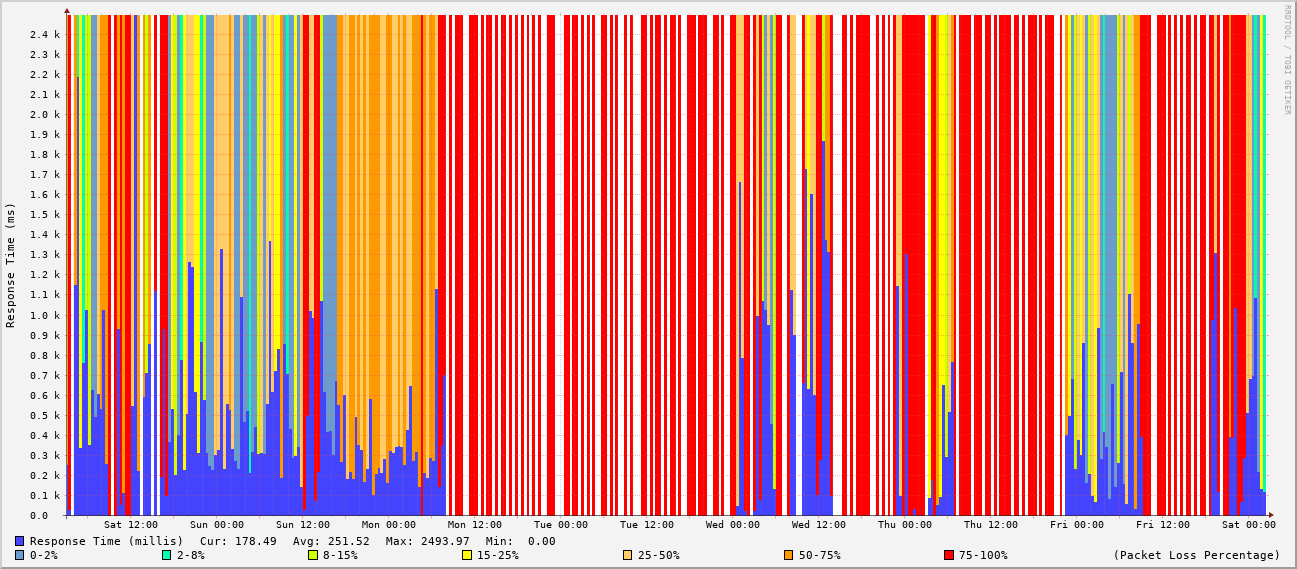 RRDTOOL / TOBI OETIKER
Response Time (ms)
2.4 k
2.3 k
2.2 k
2.1 k
2.0 k
1.9 k
1.8 k
1.7 k
1.6 k
1.5 k
1.4 k
1.3 k
1.2 k
1.1 k
1.0 k
0.9 k
0.8 k
0.7 k
0.6 k
0.5 k
0.4 k
0.3 k
0.2 k
0.1 k
0.0
Sat 12:00 Sun 00:00 Sun 12:00 Mon 00:00 Mon 12:00 Tue 00:00 Tue 12:00 Wed 00:00 Wed 12:00 Thu 00:00 Thu 12:00 Fri 00:00 Fri 12:00 Sat 00:00
Response Time (millis) Cur: 178.49 Avg: 251.52 Max: 2493.97 Min: 0.00
0-2% 2-8% 8-15% 15-25% 25-50% 50-75% 75-100% (Packet Loss Percentage)